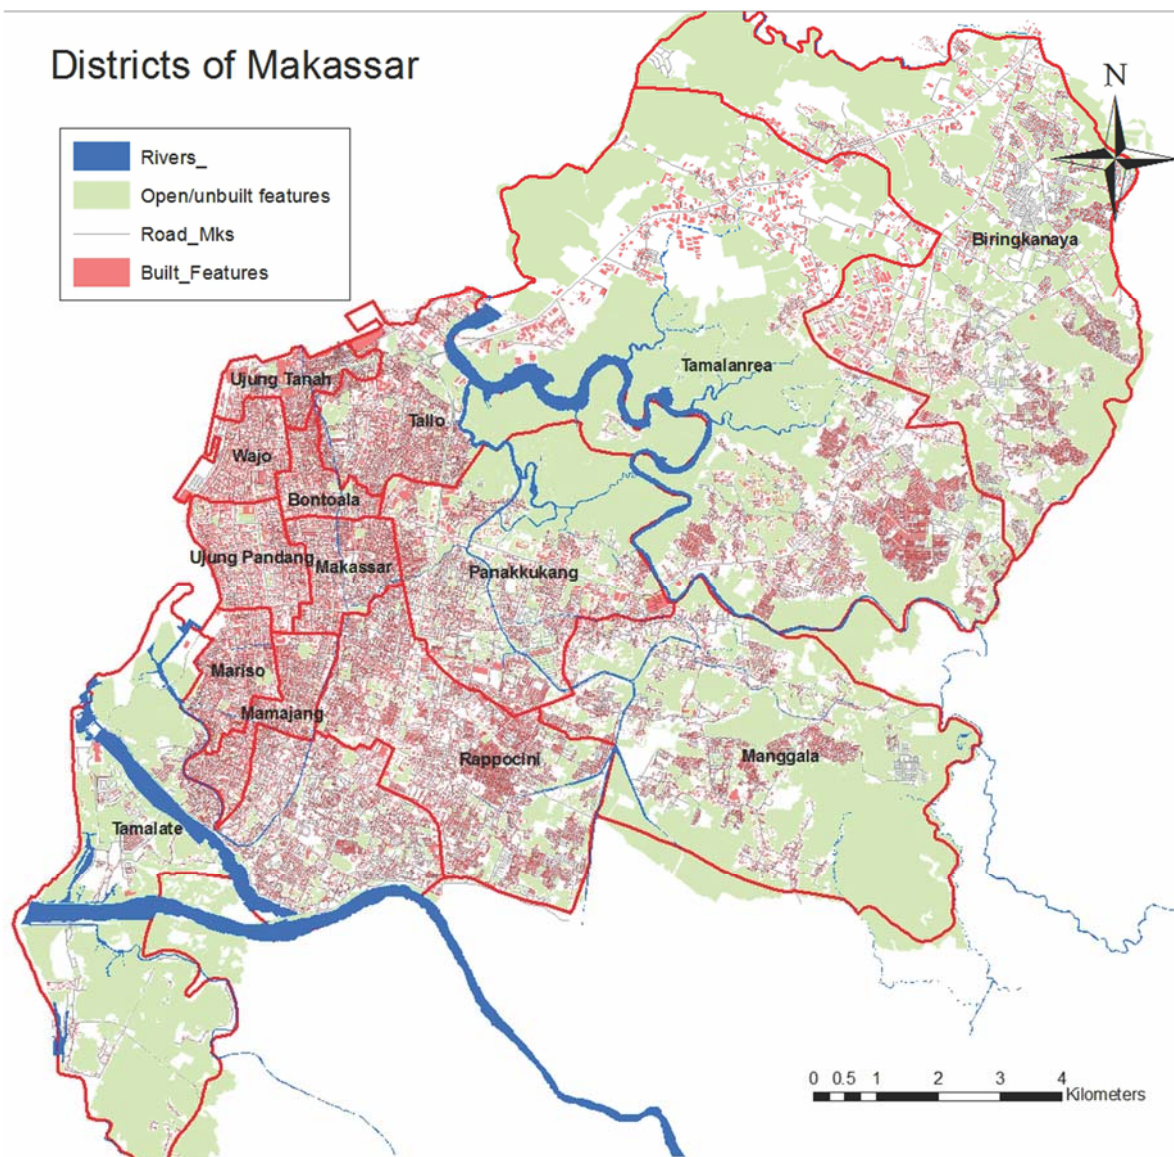 Districts of Makassar
Rivers_
Open/unbuilt features
Road_Mks
Built_Features
N
Biringkanaya
Tamalanrea
Ujung Tanah
Tallo
Wajo
Bontoala
Ujung Pandang
Makassar
Panakkukang
Mariso
Mamajang
Rappocini
Manggala
Tamalate
0 0.5 1 2 3 4
Kilometers